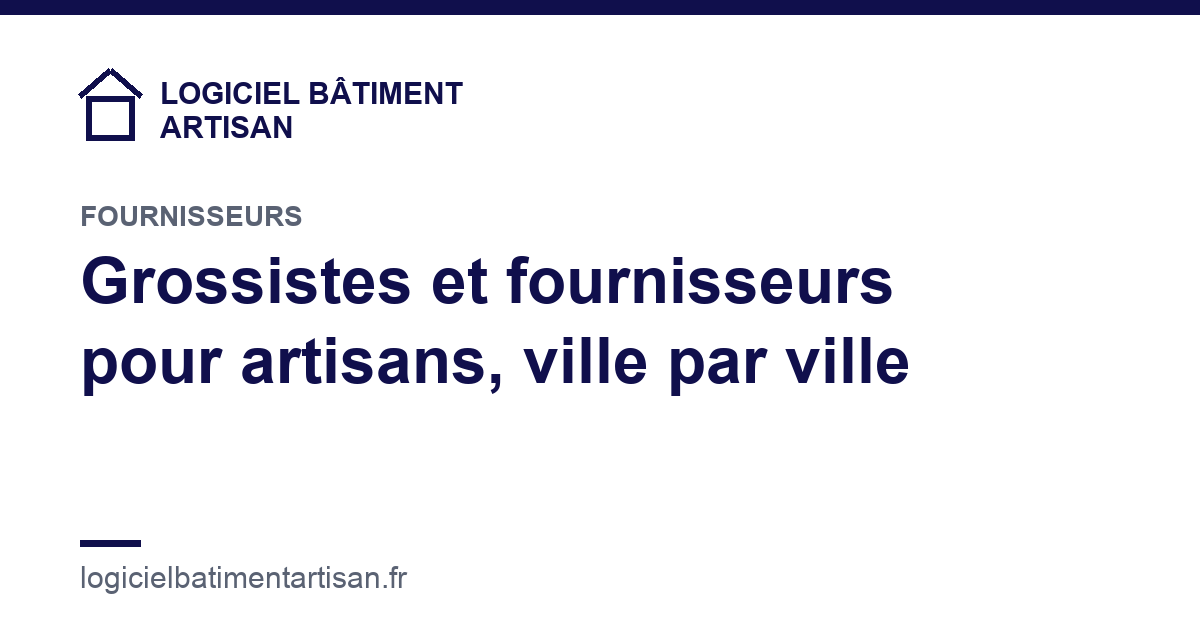 LOGICIEL BÂTIMENT
ARTISAN
FOURNISSEURS
Grossistes et fournisseurs
pour artisans, ville par ville
logicielbatimentartisan.fr